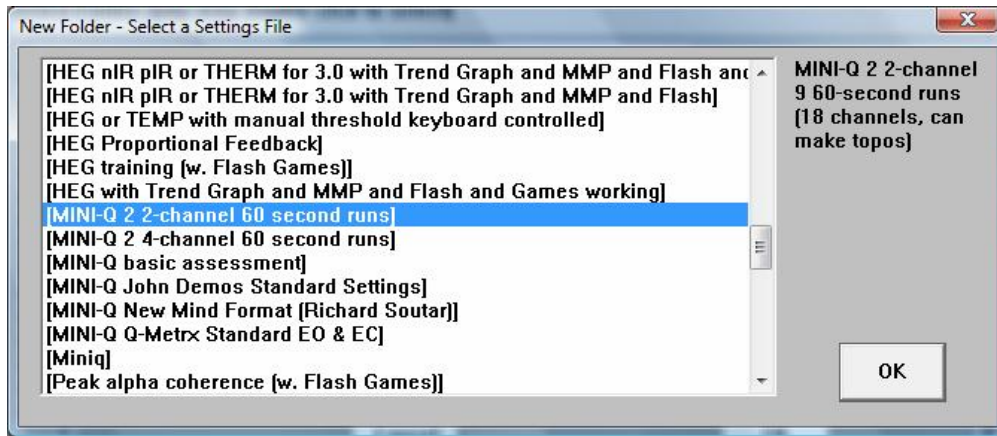 New Folder - Select a Settings File
[HEG nIR pIR or THERM for 3.0 with Trend Graph and MMP and Flash and
[HEG nIR pIR or THERM for 3.0 with Trend Graph and MMP and Flash]
[HEG or TEMP with manual threshold keyboard controlled]
[HEG Proportional Feedback]
[HEG training (w. Flash Games)]
[HEG with Trend Graph and MMP and Flash and Games working]
[MINI-Q 2 2-channel 60 second runs]
[MINI-Q 2 4-channel 60 second runs]
[MINI-Q basic assessment]
[MINI-Q John Demos Standard Settings]
[MINI-Q New Mind Format (Richard Soutar)]
[MINI-Q Q-Metrx Standard EO & EC]
[Miniq]
[Peak alpha coherence (w. Flash Games)]
MINI-Q 2 2-channel
9 60-second runs
(18 channels, can
make topos)
OK